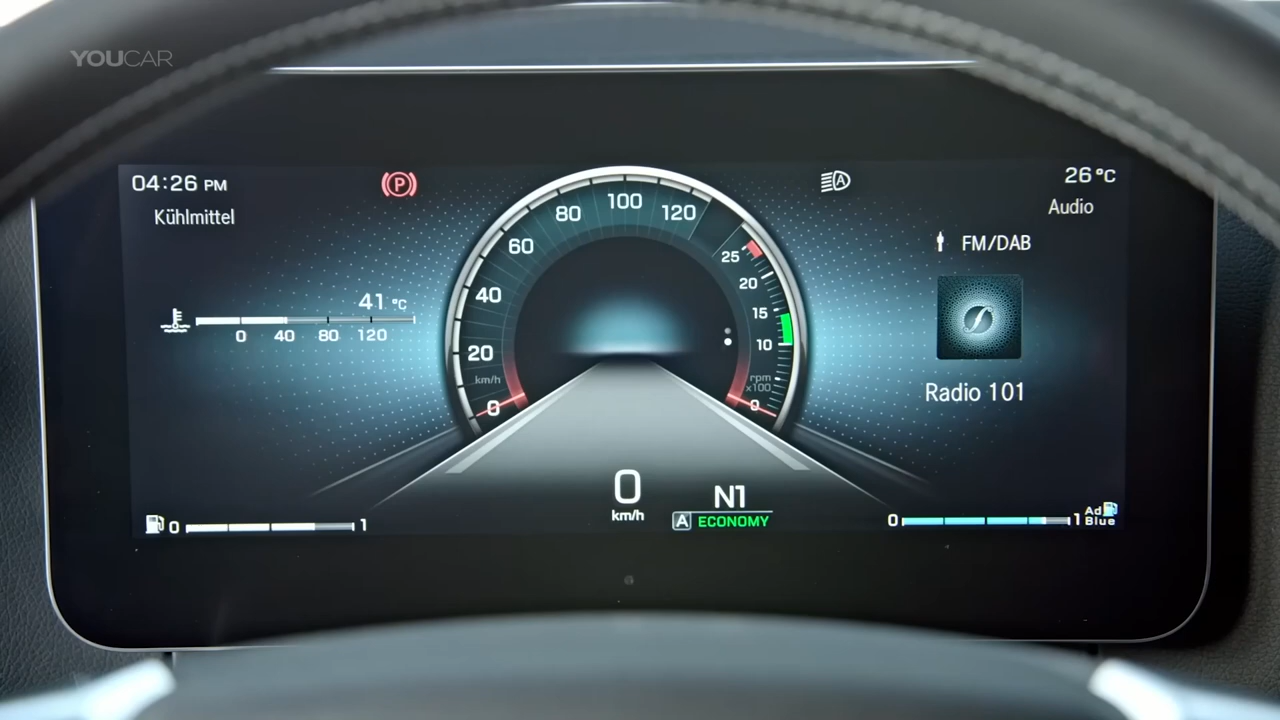 YOUCAR
04:26 PM
26 °C
Kühlmittel
Audio
FM/DAB
41 °C
0 40 80 120
Radio 101
0 20 40 60 80 100 120
km/h
25
20
15
10
0
rpm
x100
0
km/h
N1
A ECONOMY
0 1
0 1
Ad
Blue